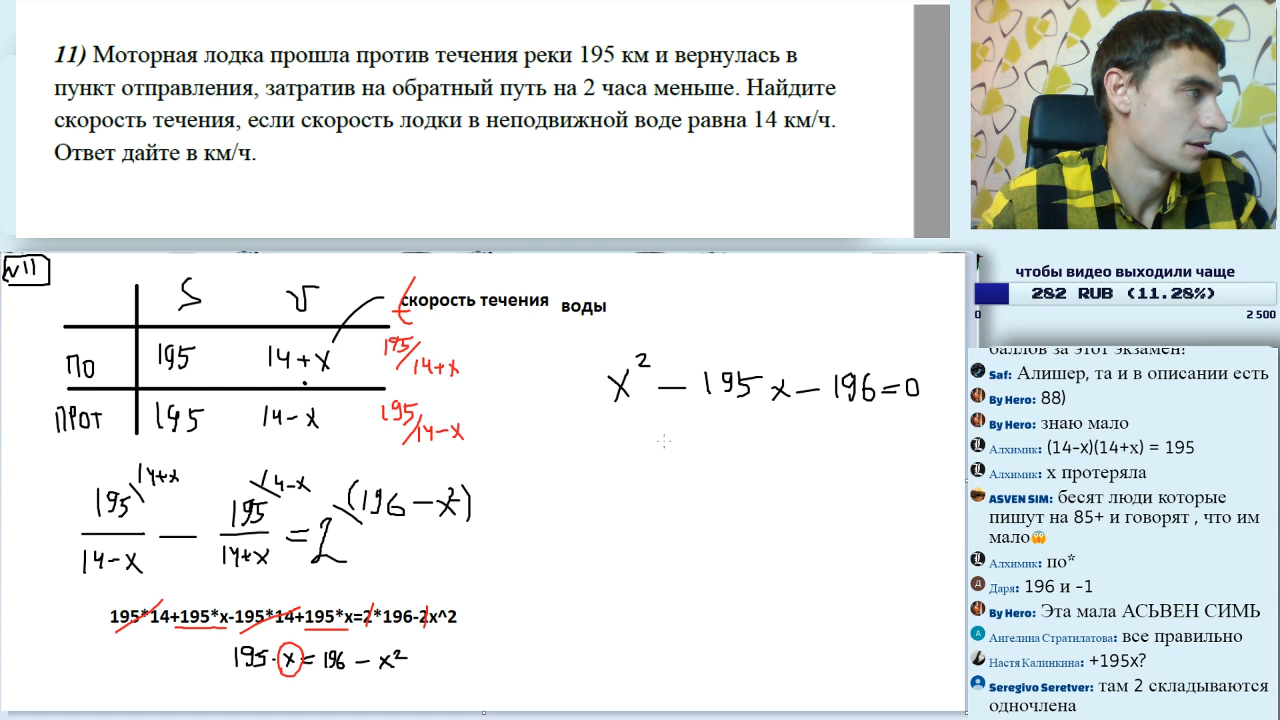 11) Моторная лодка прошла против течения реки 195 км и вернулась в
пункт отправления, затратив на обратный путь на 2 часа меньше. Найдите
скорость течения, если скорость лодки в неподвижной воде равна 14 км/ч.
Ответ дайте в км/ч.
№11
S V t
скорость течения воды
ПО 195 14+x 195/14+x
ПРОТ 195 14-x 195/14-x
195 14+x 195 14-x (196-x²)
14-x — 14+x = 2
195*14+195*x-195*14+195*x=2*196-2x^2
195·x = 196 - x²
x² - 195x - 196=0
чтобы видео выходили чаще
282 RUB (11.28%)
0 2 500
баллов за этот экзамен!
Saf: Алишер, та и в описании есть
By Hero: 88)
By Hero: знаю мало
Алхимик: (14-x)(14+x) = 195
Алхимик: х протеряла
ASVEN SIM: бесят люди которые
пишут на 85+ и говорят , что им
мало😱
Алхимик: по*
Даря: 196 и -1
By Hero: Эта мала АСЬВЕН СИМЬ
Ангелина Стратилатова: все правильно
Настя Калинкина: +195x?
Seregivo Seretver: там 2 складываются
одночлена